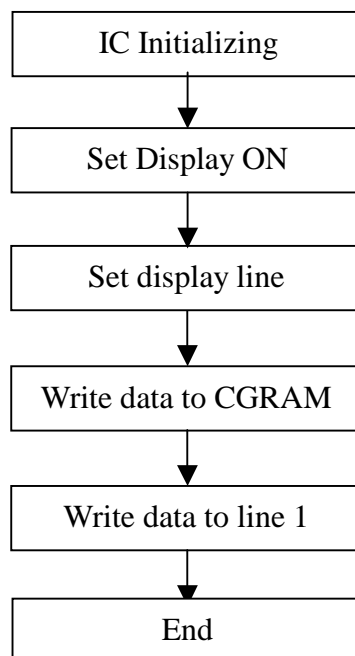 IC Initializing
Set Display ON
Set display line
Write data to CGRAM
Write data to line 1
End